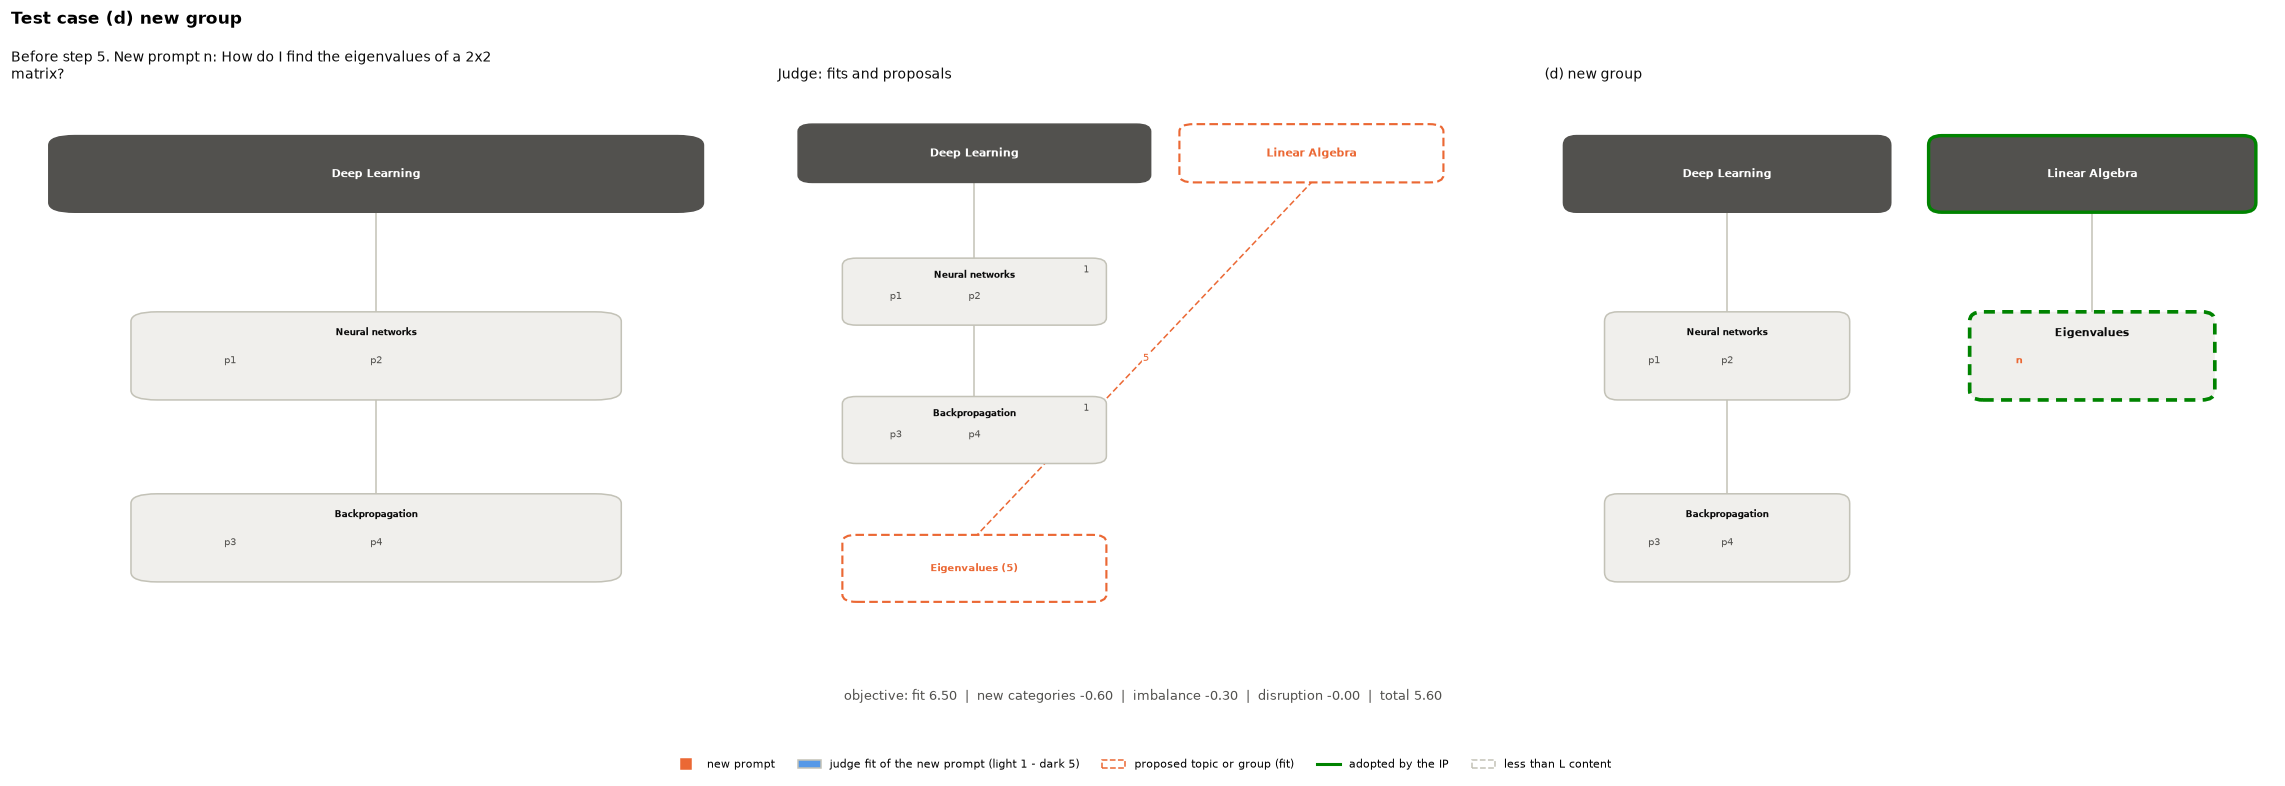 Test case (d) new group
Before step 5. New prompt n: How do I find the eigenvalues of a 2x2
matrix?
Judge: fits and proposals
(d) new group
Deep Learning
Neural networks
p1 p2
Backpropagation
p3 p4
Deep Learning
Linear Algebra
Neural networks
1
p1 p2
5
Backpropagation
1
p3 p4
Eigenvalues (5)
Deep Learning
Linear Algebra
Neural networks
p1 p2
Eigenvalues
n
Backpropagation
p3 p4
objective: fit 6.50 | new categories -0.60 | imbalance -0.30 | disruption -0.00 | total 5.60
new prompt
judge fit of the new prompt (light 1 - dark 5)
proposed topic or group (fit)
adopted by the IP
less than L content